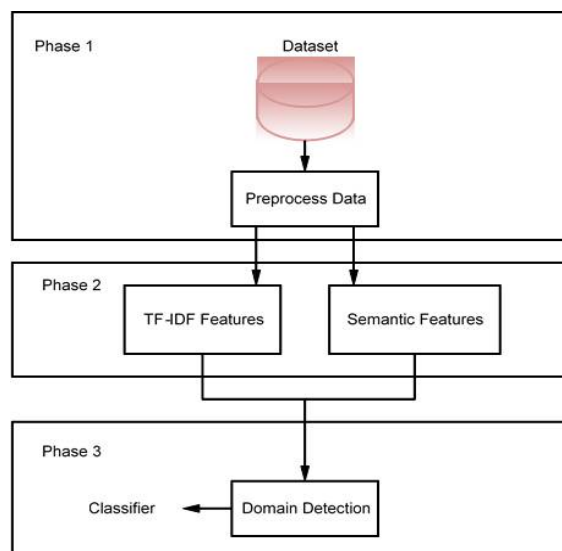 Phase 1
Dataset
Preprocess Data
Phase 2
TF-IDF Features
Semantic Features
Phase 3
Classifier
Domain Detection